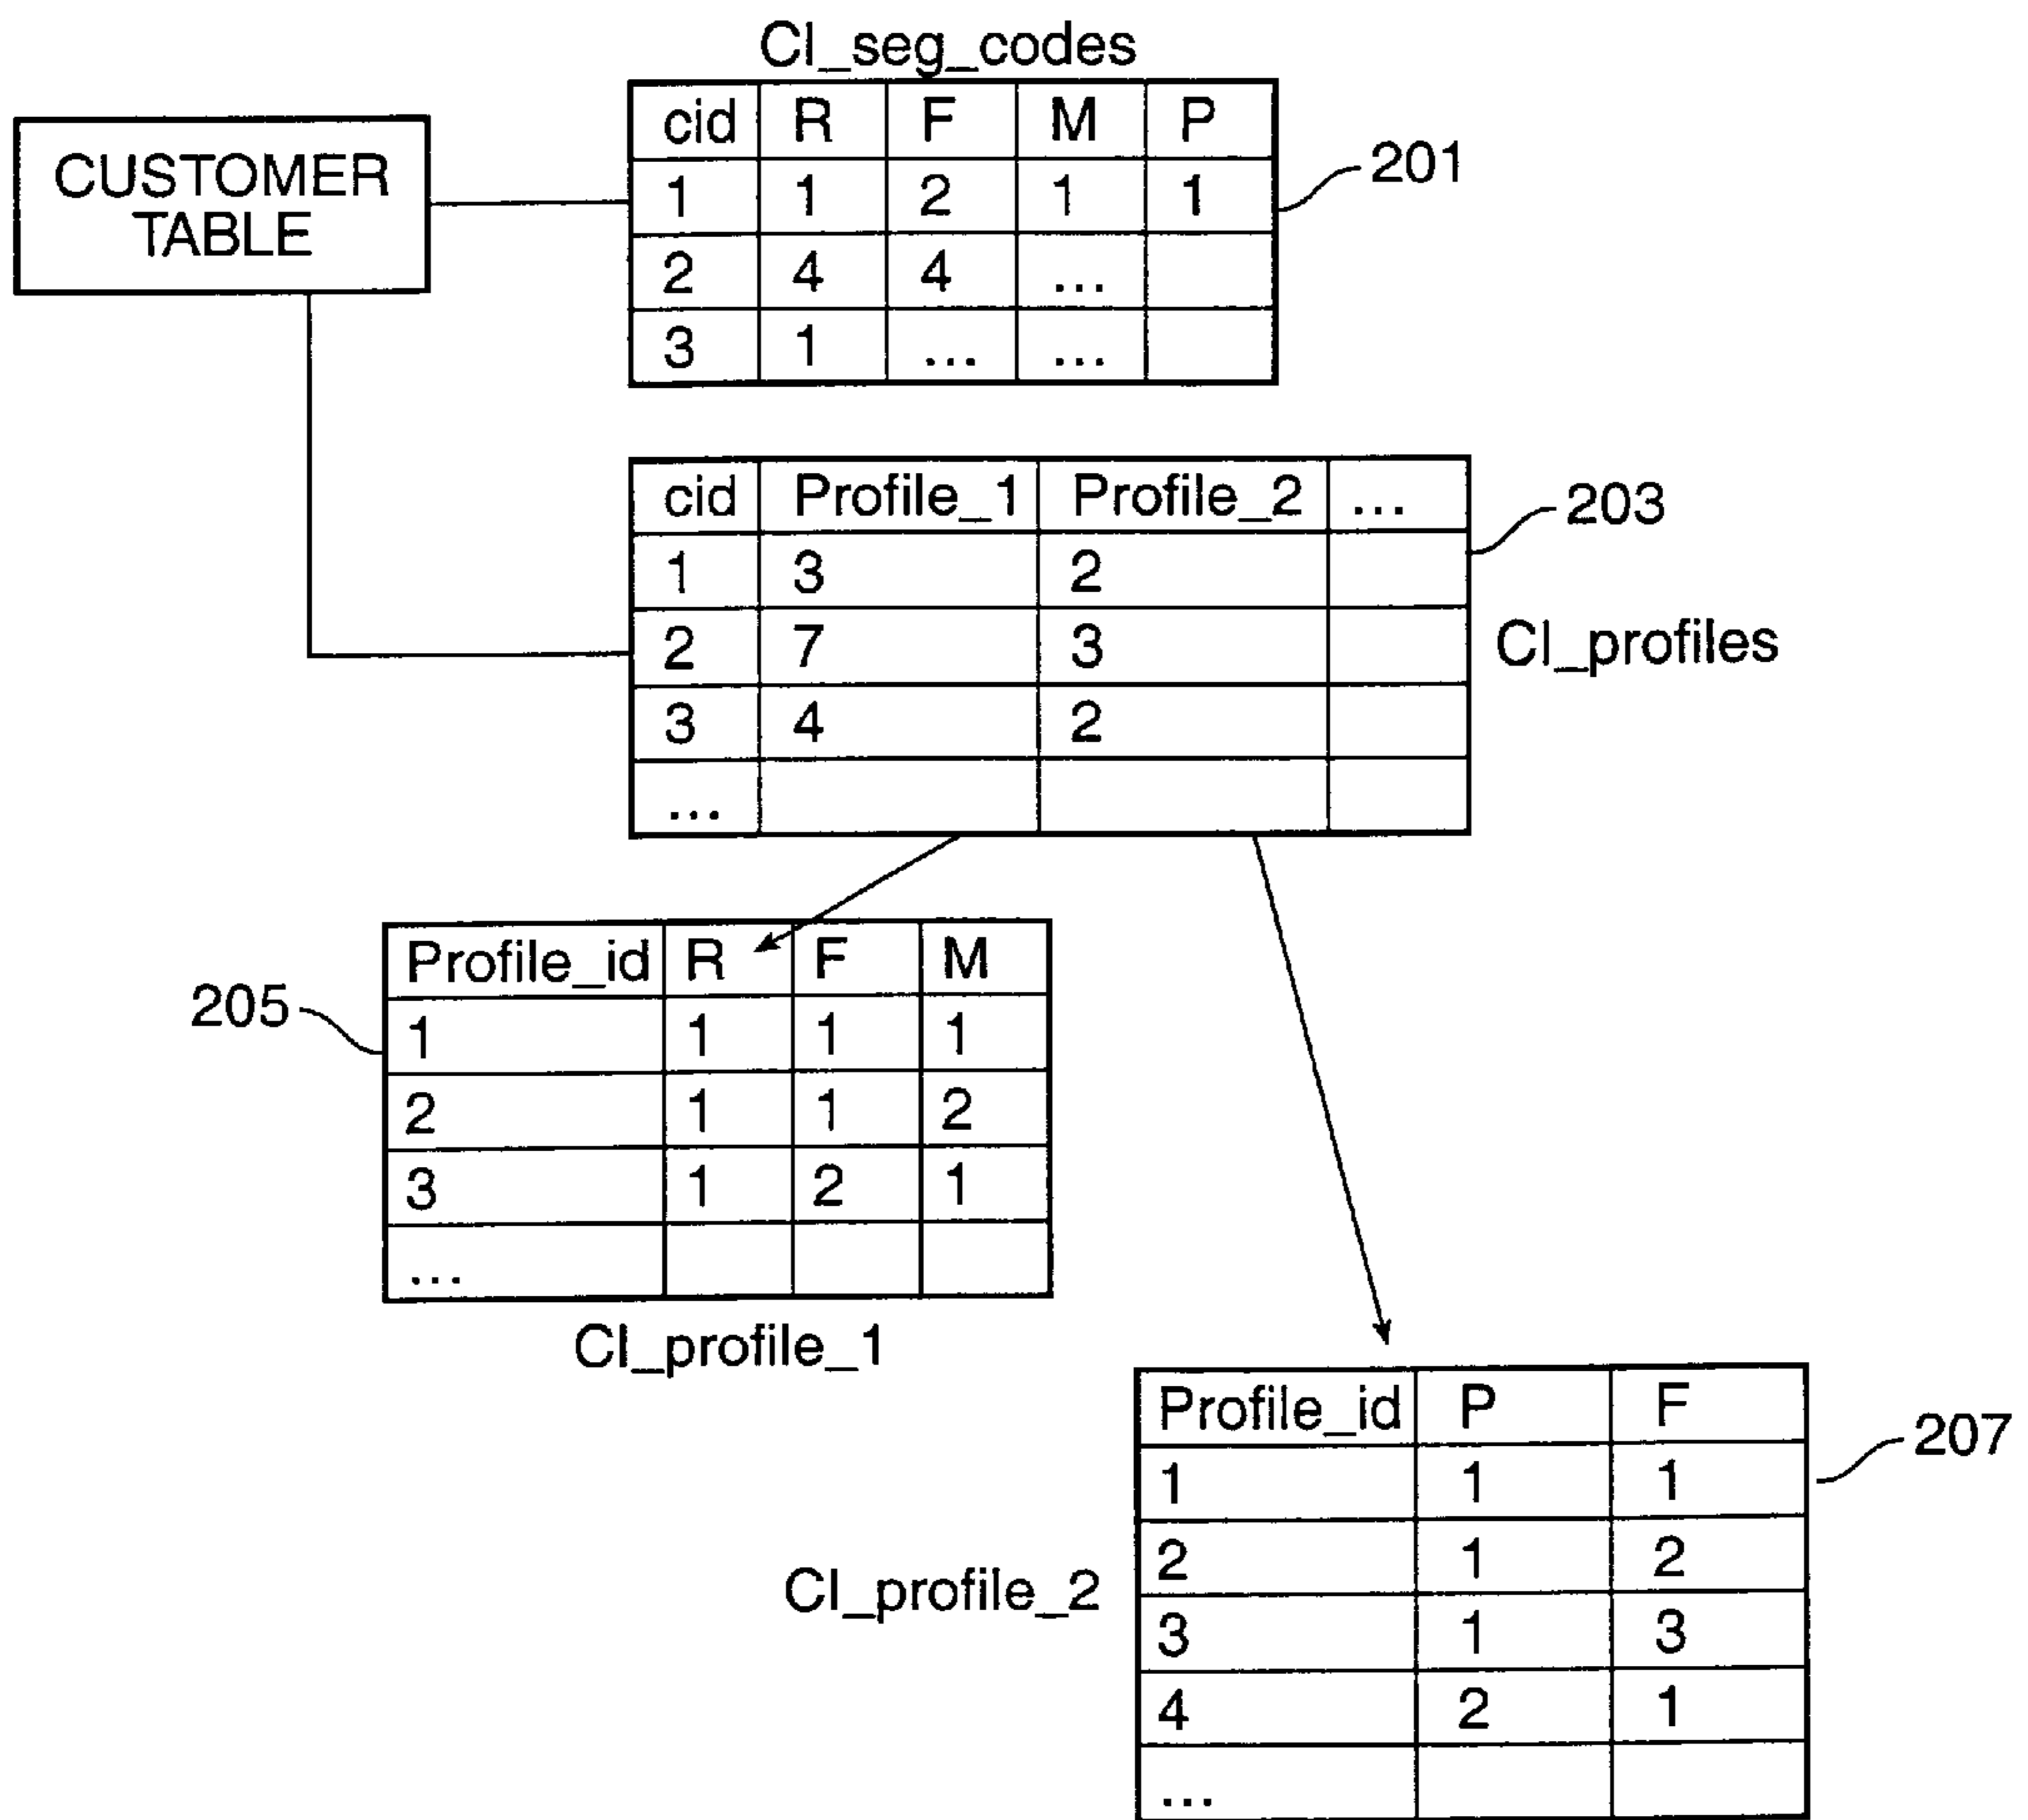 CI_seg_codes
CUSTOMER
TABLE
cid R F M P
1 1 2 1 1
2 4 4 ...
3 1 ... ...
201
cid Profile_1 Profile_2 ...
1 3 2
2 7 3
3 4 2
...
203
CI_profiles
Profile_id R F M
1 1 1 1
2 1 1 2
3 1 2 1
...
205
CI_profile_1
Profile_id P F
1 1 1
2 1 2
3 1 3
4 2 1
...
207
CI_profile_2